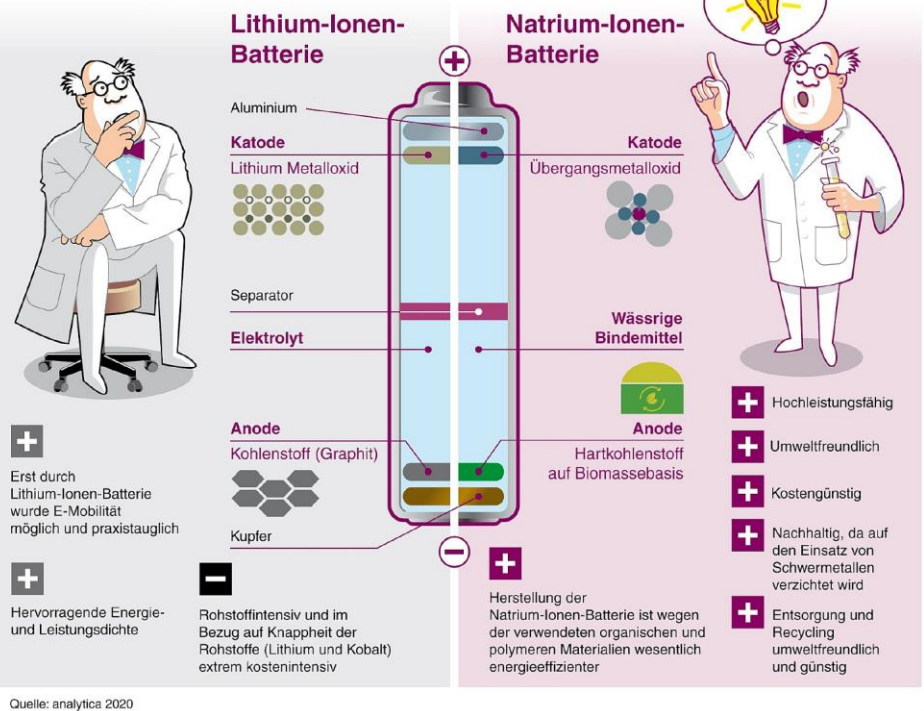 Lithium-Ionen-
Batterie
Natrium-Ionen-
Batterie
+
Aluminium
Katode
Lithium Metalloxid
Katode
Übergangsmetalloxid
Separator
Elektrolyt
Wässrige
Bindemittel
Anode
Kohlenstoff (Graphit)
Anode
Hartkohlenstoff
auf Biomassebasis
Kupfer
−
+
Erst durch
Lithium-Ionen-Batterie
wurde E-Mobilität
möglich und praxistauglich
+
Hervorragende Energie-
und Leistungsdichte
−
Rohstoffintensiv und im
Bezug auf Knappheit der
Rohstoffe (Lithium und Kobalt)
extrem kostenintensiv
+
Herstellung der
Natrium-Ionen-Batterie ist wegen
der verwendeten organischen und
polymeren Materialien wesentlich
energieeffizienter
+ Hochleistungsfähig
+ Umweltfreundlich
+ Kostengünstig
+ Nachhaltig, da auf
den Einsatz von
Schwermetallen
verzichtet wird
+ Entsorgung und
Recycling
umweltfreundlich
und günstig
Quelle: analytica 2020